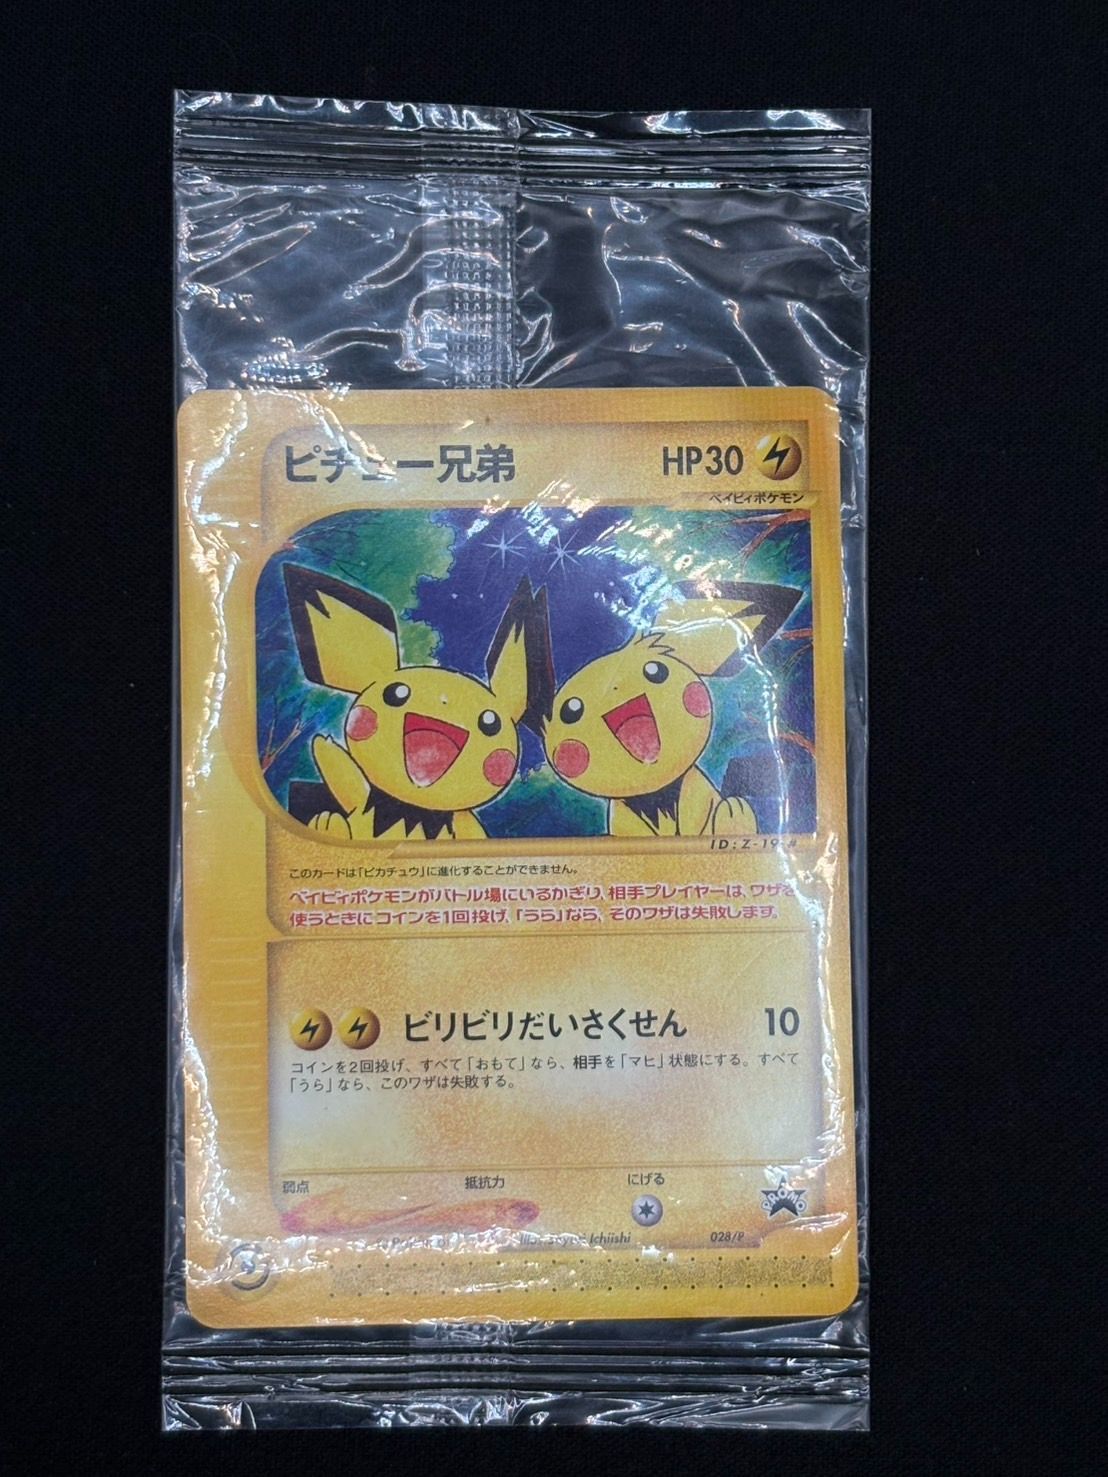 ピチュー兄弟
HP30
ベイビィポケモン
ID:Z-19-#
このカードは「ピカチュウ」に進化することができません。
ベイビィポケモンがバトル場にいるかぎり、相手プレイヤーは、ワザを
使うときにコインを1回投げ、「うら」なら、そのワザは失敗します。
ビリビリだいさくせん 10
コインを2回投げ、すべて「おもて」なら、相手を「マヒ」状態にする。すべて
「うら」なら、このワザは失敗する。
弱点 抵抗力 にげる
PROMO
Ichiishi 028/P